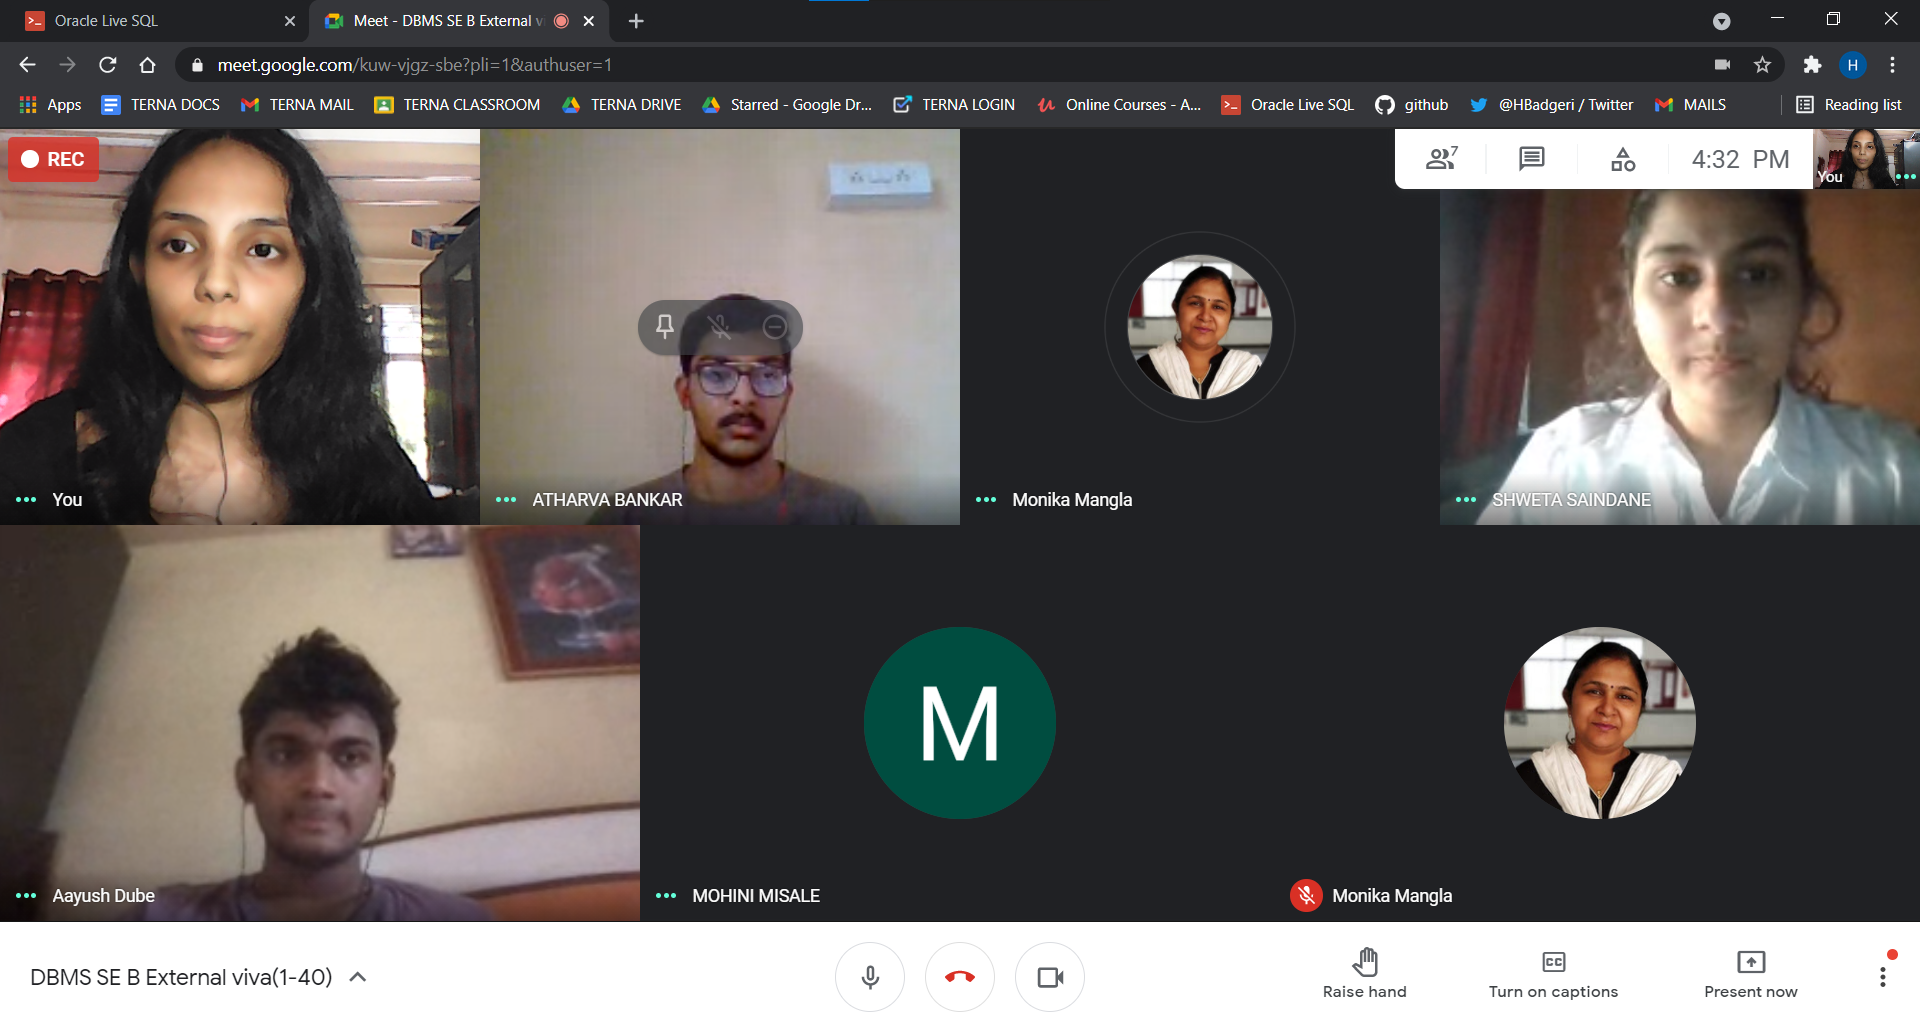 Oracle Live SQL
Meet - DBMS SE B External v
meet.google.com/kuw-vjgz-sbe?pli=1&authuser=1
H
Apps
TERNA DOCS
TERNA MAIL
TERNA CLASSROOM
TERNA DRIVE
Starred - Google Dr...
TERNA LOGIN
Online Courses - A...
Oracle Live SQL
github
@HBadgeri / Twitter
MAILS
Reading list
REC
7
4:32 PM
You
You
ATHARVA BANKAR
Monika Mangla
SHWETA SAINDANE
M
Aayush Dube
MOHINI MISALE
Monika Mangla
DBMS SE B External viva(1-40)
Raise hand
CC
Turn on captions
Present now